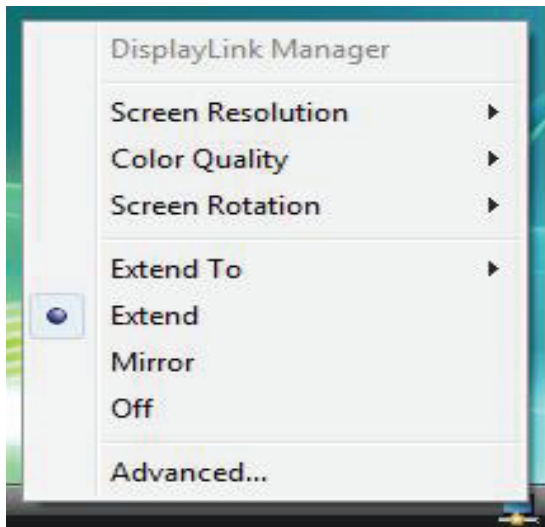 DisplayLink Manager
Screen Resolution
Color Quality
Screen Rotation
Extend To
Extend
Mirror
Off
Advanced...